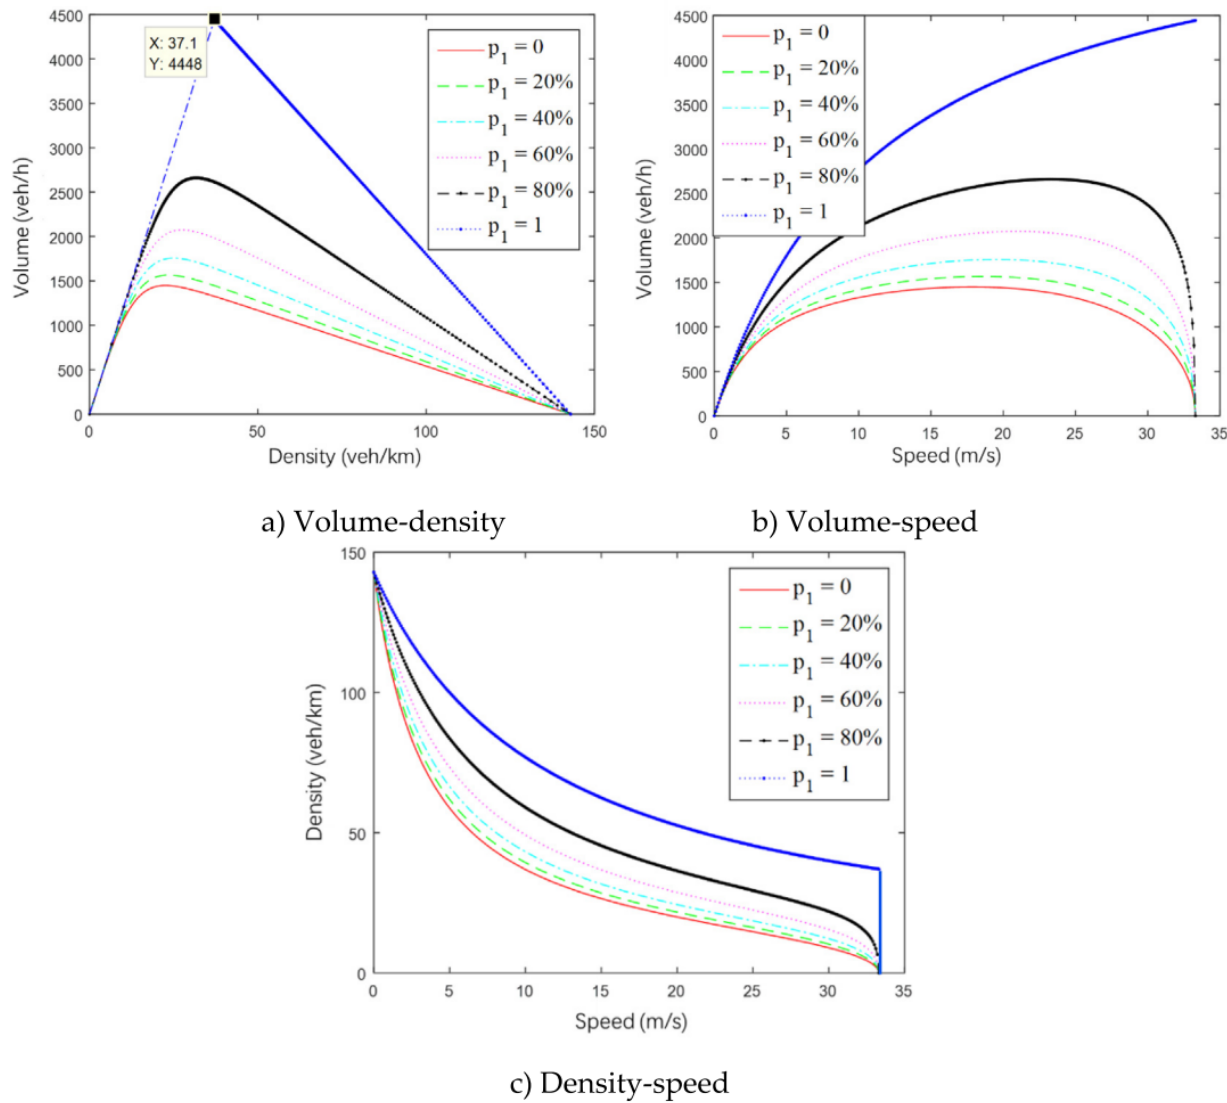 4500
4000
3500
3000
2500
2000
1500
1000
500
0
Volume (veh/h)
X: 37.1
Y: 4448
p1 = 0
p1 = 20%
p1 = 40%
p1 = 60%
p1 = 80%
p1 = 1
0 50 100 150
Density (veh/km)
a) Volume-density
4500
4000
3500
3000
2500
2000
1500
1000
500
0
Volume (veh/h)
p1 = 0
p1 = 20%
p1 = 40%
p1 = 60%
p1 = 80%
p1 = 1
0 5 10 15 20 25 30 35
Speed (m/s)
b) Volume-speed
150
100
50
0
Density (veh/km)
p1 = 0
p1 = 20%
p1 = 40%
p1 = 60%
p1 = 80%
p1 = 1
0 5 10 15 20 25 30 35
Speed (m/s)
c) Density-speed